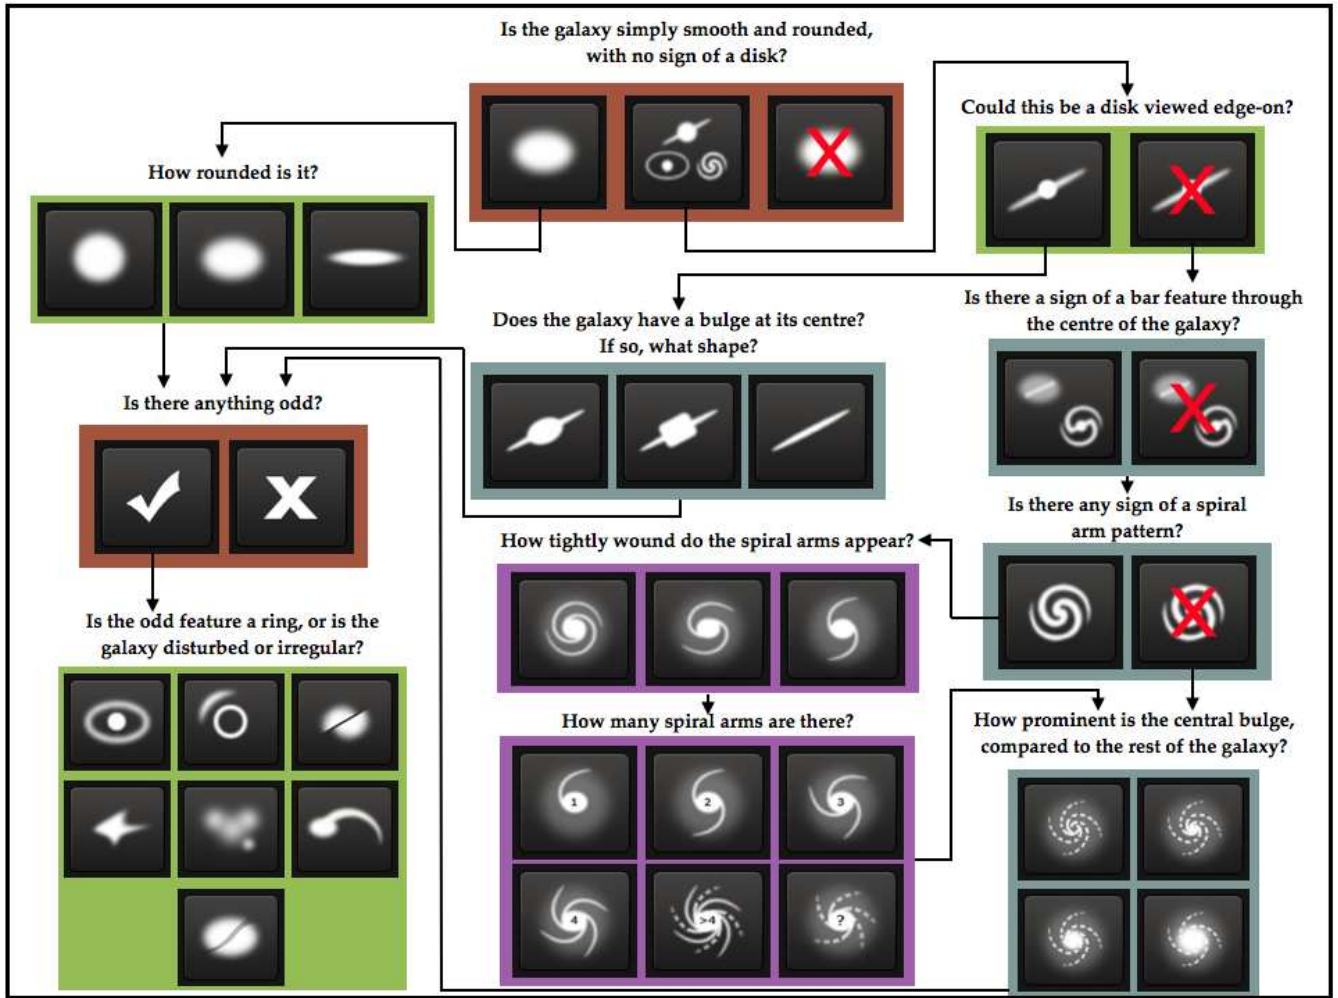 Is the galaxy simply smooth and rounded,
with no sign of a disk?
Could this be a disk viewed edge-on?
How rounded is it?
Is there a sign of a bar feature through
the centre of the galaxy?
Does the galaxy have a bulge at its centre?
If so, what shape?
Is there anything odd?
Is there any sign of a spiral
arm pattern?
How tightly wound do the spiral arms appear?
Is the odd feature a ring, or is the
galaxy disturbed or irregular?
How many spiral arms are there?
1
2
3
4
>4
?
How prominent is the central bulge,
compared to the rest of the galaxy?